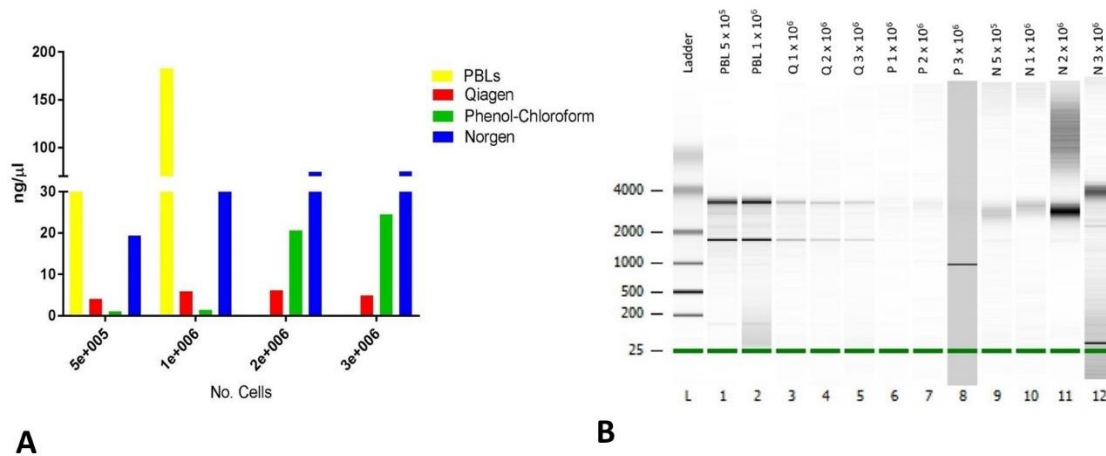 200
150
100
30
20
10
0
ng/µl
5e+005
1e+006
2e+006
3e+006
No. Cells
PBLs
Qiagen
Phenol-Chloroform
Norgen
A
Ladder
PBL 5 x 10⁵
PBL 1 x 10⁶
Q 1 x 10⁶
Q 2 x 10⁶
Q 3 x 10⁶
P 1 x 10⁶
P 2 x 10⁶
P 3 x 10⁶
N 5 x 10⁵
N 1 x 10⁶
N 2 x 10⁶
N 3 x 10⁶
4000
2000
1000
500
200
25
L 1 2 3 4 5 6 7 8 9 10 11 12
B